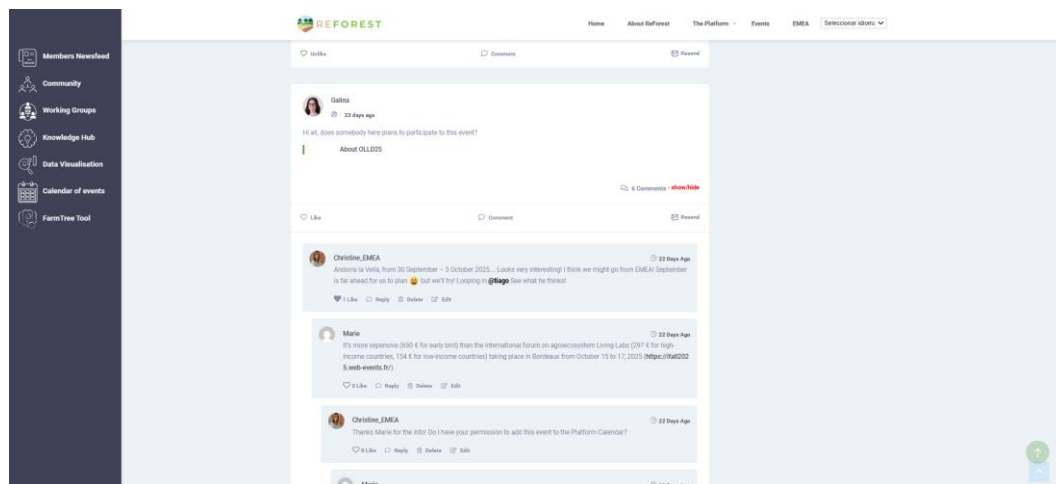 REFOREST
Home About ReForest The Platform Events EMEA Seleccionar idioma
Members Newsfeed
Community
Working Groups
Knowledge Hub
Data Visualisation
Calendar of events
FarmTree Tool
Unlike Comment Resend
Galina
23 days ago
Hi all, does somebody here plans to participate to this event?
About OLLD25
6 Comments - show/hide
Like Comment Resend
Christine_EMEA 22 Days Ago
Andorra la Vella, from 30 September – 3 October 2025... Looks very interesting! I think we might go from EMEA! September
is far ahead for us to plan 😀 but we'll try! Looping in @tiago See what he thinks!
1 Like Reply Delete Edit
Marie 22 Days Ago
It's more expensive (650 € for early bird) than the international forum on agroecosystem Living Labs (297 € for high-
income countries, 154 € for low-income countries) taking place in Bordeaux from October 15 to 17, 2025 (https://ifall202
5.web-events.fr/)
0 Like Reply Delete Edit
Christine_EMEA 22 Days Ago
Thanks Marie for the info! Do I have your permission to add this event to the Platform Calendar?
0 Like Reply Delete Edit
Marie